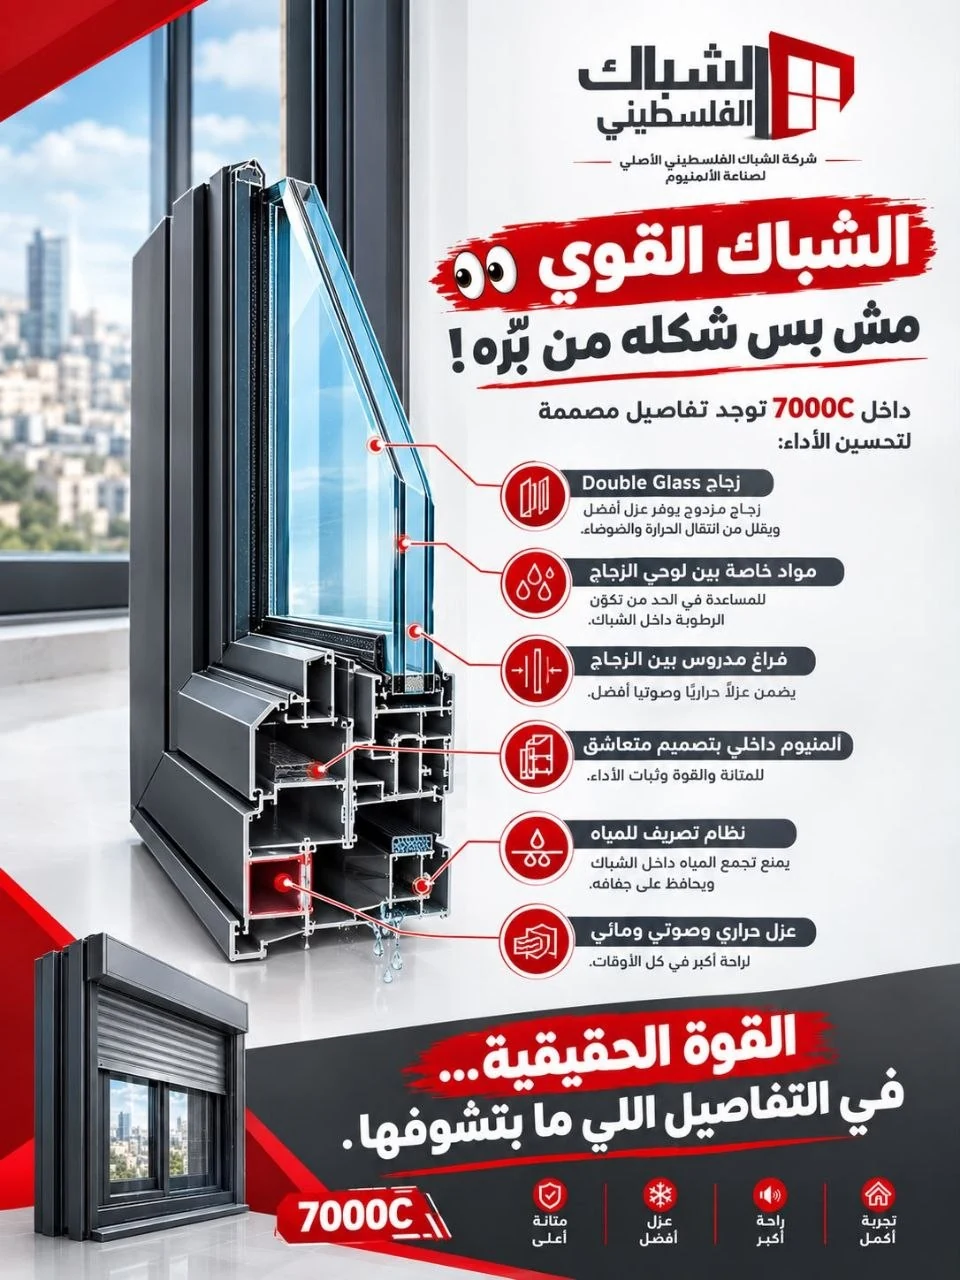 الشباك
الفلسطيني
شركة الشباك الفلسطيني الأصلي
لصناعة الألمنيوم
الشباك القوي 👀
مش بس شكله من برّه !
داخل 7000C توجد تفاصيل مصممة
لتحسين الأداء:
زجاج Double Glass
زجاج مزدوج يوفر عزل أفضل
ويقلل من انتقال الحرارة والضوضاء.
مواد خاصة بين لوحي الزجاج
للمساعدة في الحد من تكوّن
الرطوبة داخل الشباك.
فراغ مدروس بين الزجاج
يضمن عزلاً حراريًا وصوتيا أفضل.
المنيوم داخلي بتصميم متعاشق
للمتانة والقوة وثبات الأداء.
نظام تصريف للمياه
يمنع تجمع المياه داخل الشباك
ويحافظ على جفافه.
عزل حراري وصوتي ومائي
لراحة أكبر في كل الأوقات.
القوة الحقيقية...
في التفاصيل اللي ما بتشوفها.
تجربة
أكمل
راحة
أكبر
عزل
أفضل
متانة
أعلى
7000C